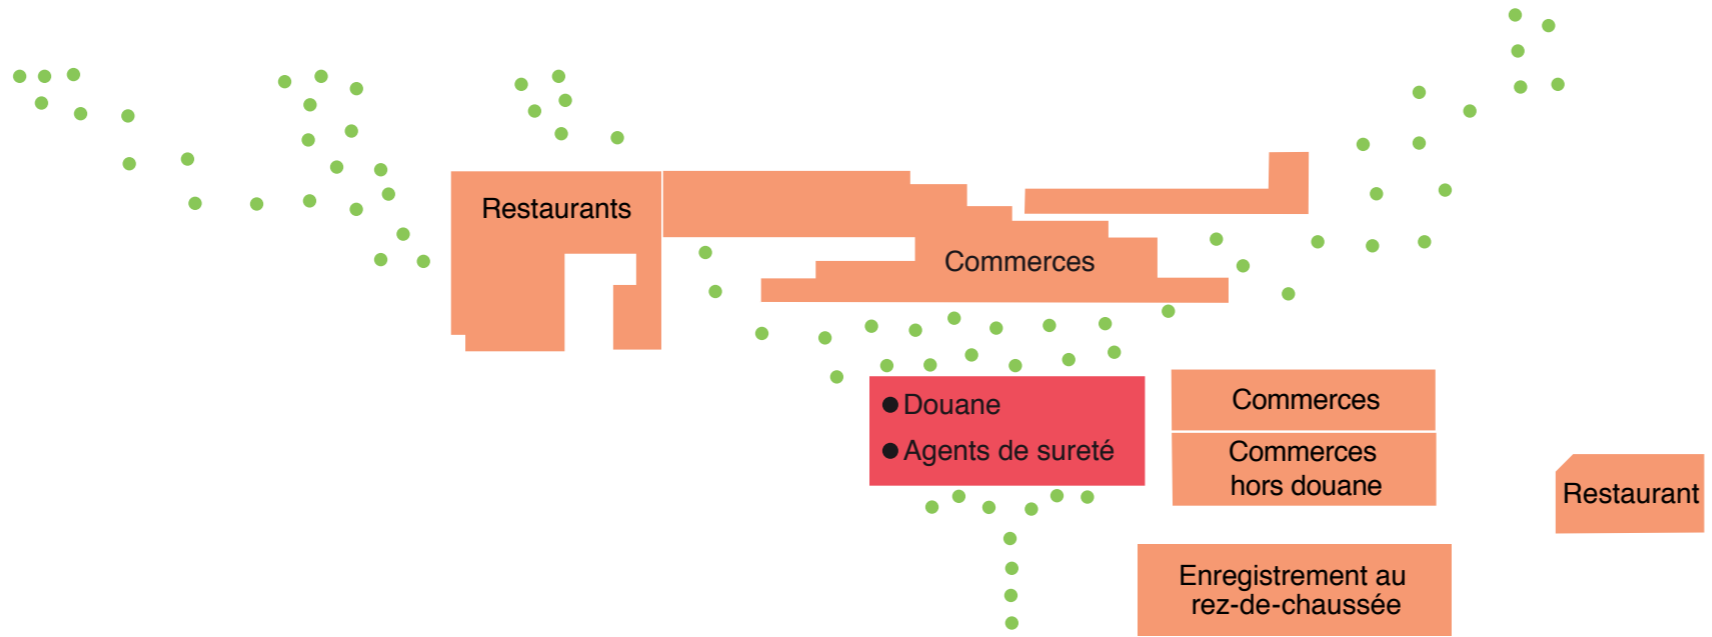 Restaurants
Commerces
Douane
Agents de sureté
Commerces
Commerces
hors douane
Restaurant
Enregistrement au
rez-de-chaussée